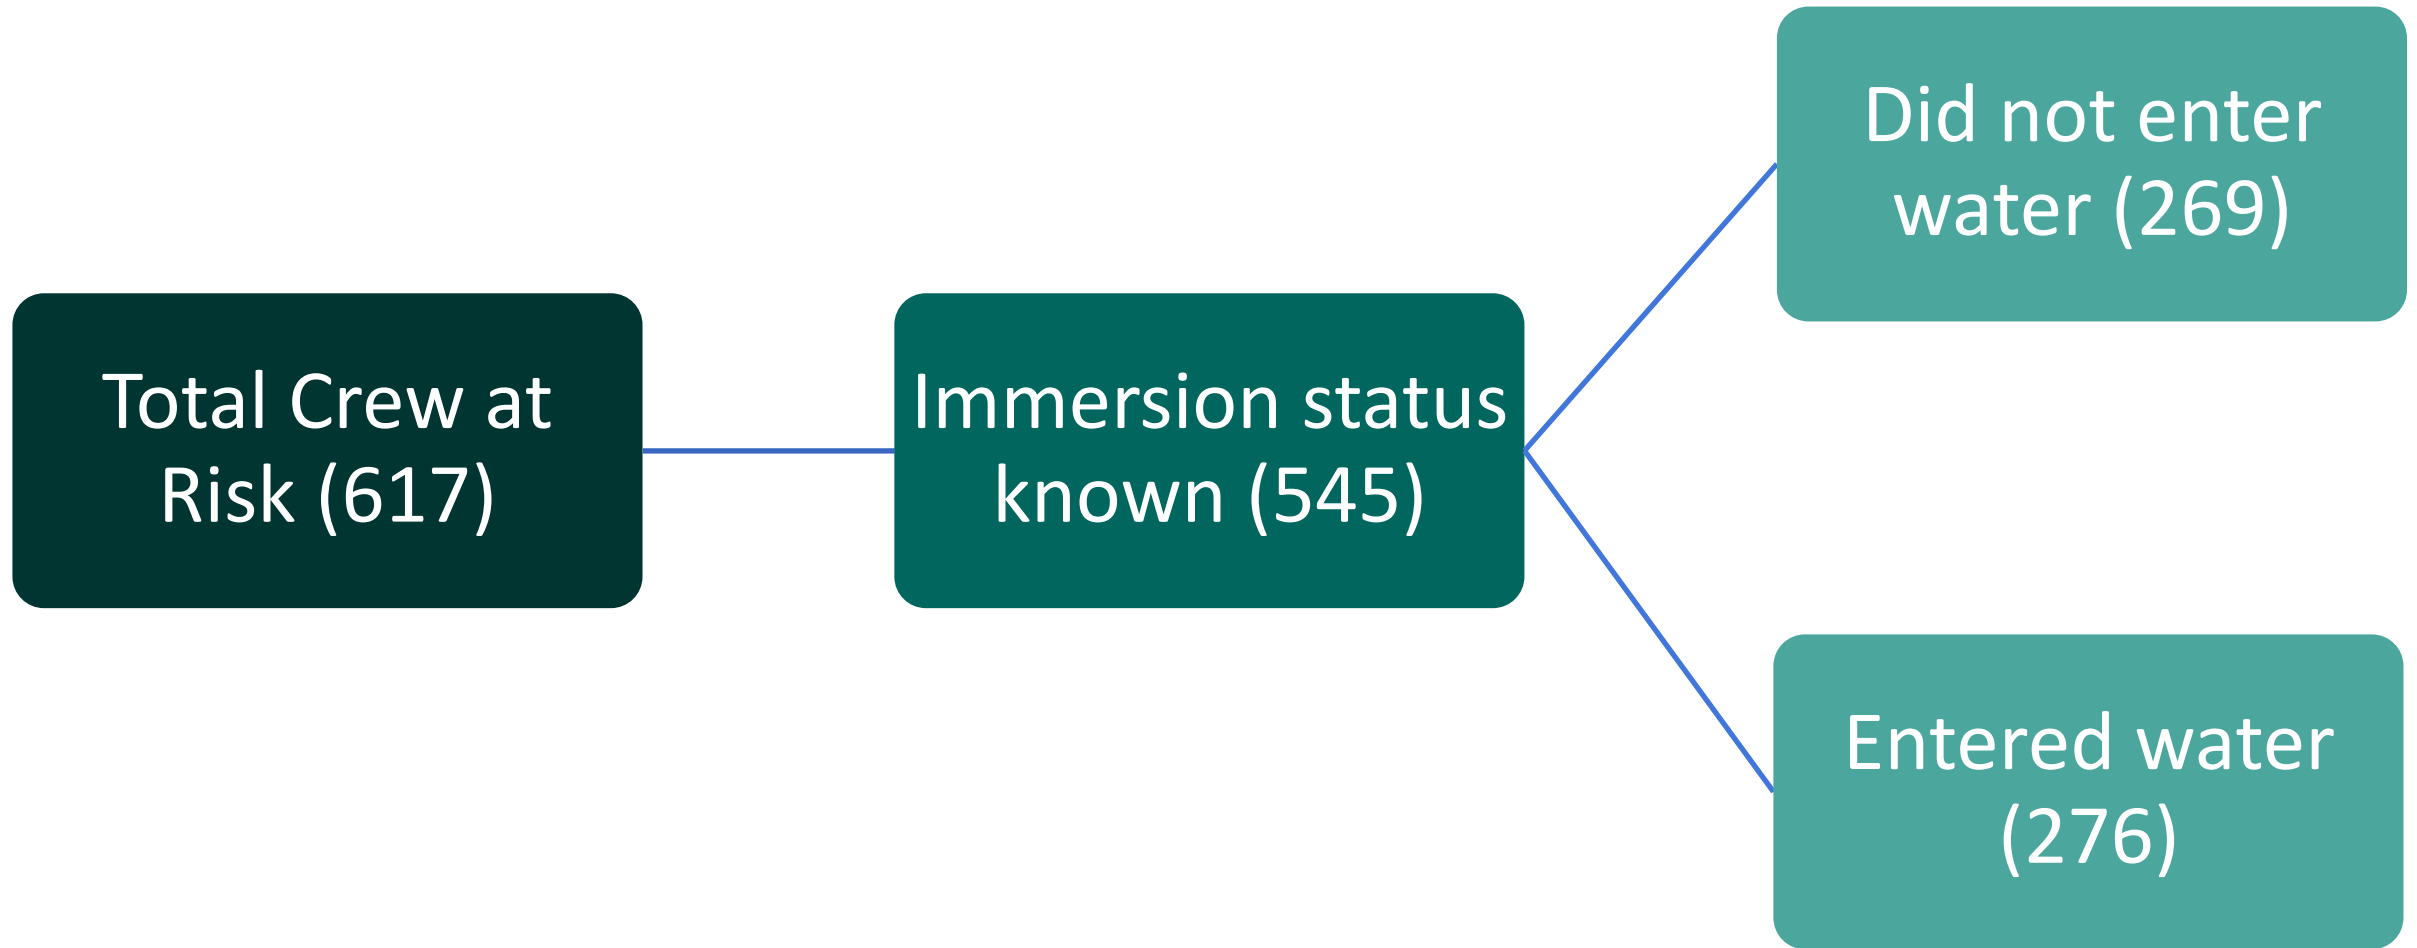 Total Crew at
Risk (617)
Immersion status
known (545)
Did not enter
water (269)
Entered water
(276)